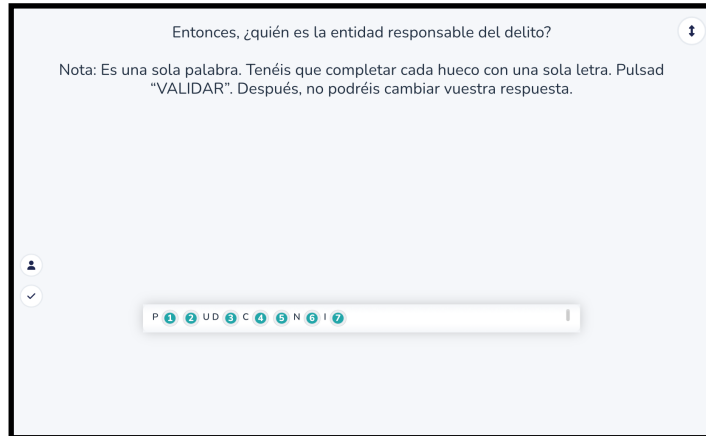 Entonces, ¿quién es la entidad responsable del delito?
Nota: Es una sola palabra. Tenéis que completar cada hueco con una sola letra. Pulsad
“VALIDAR”. Después, no podréis cambiar vuestra respuesta.
P 1 2 U D 3 C 4 5 N 6 I 7